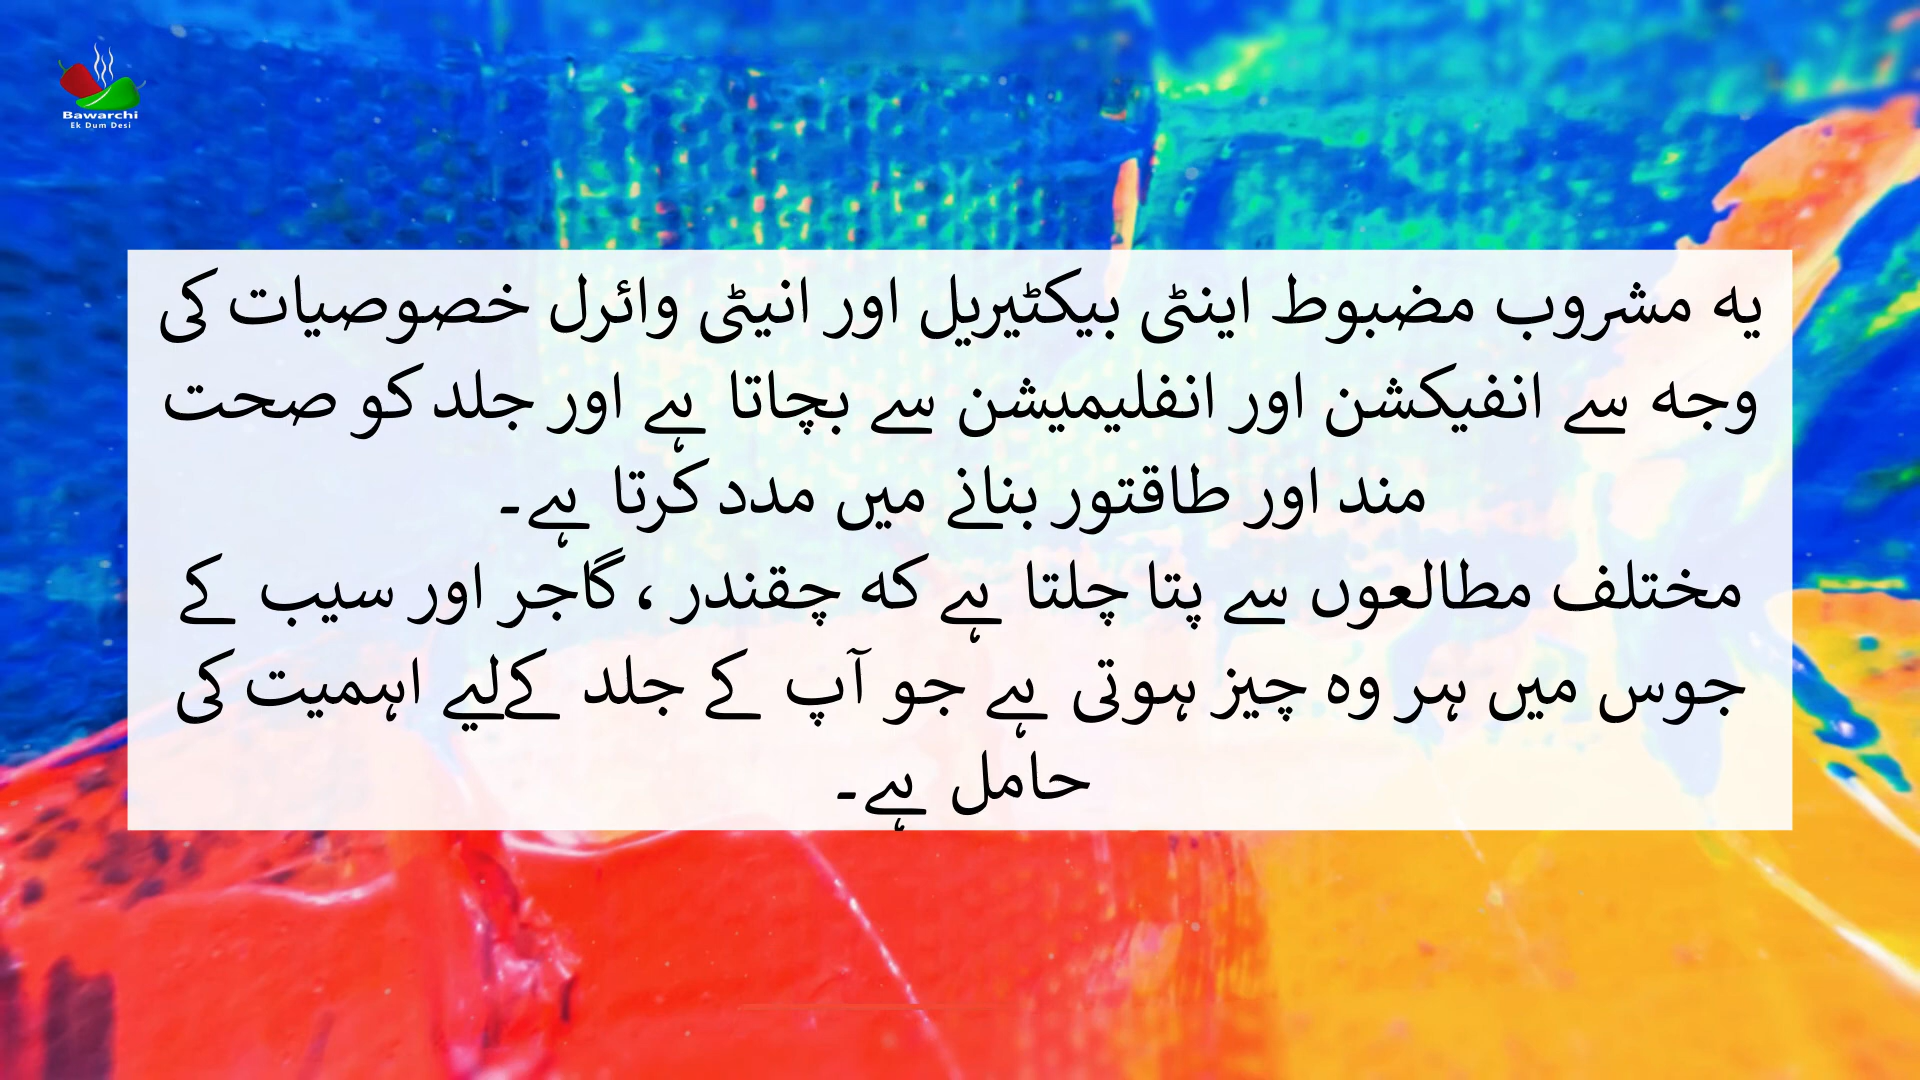 Bawarchi
Ek Dum Desi
یہ مشروب مضبوط اینٹی بیکٹیریل اور انیٹی وائرل خصوصیات کی
وجہ سے انفیکشن اور انفلیمیشن سے بچاتا ہے اور جلد کو صحت
مند اور طاقتور بنانے میں مدد کرتا ہے۔
مختلف مطالعوں سے پتا چلتا ہے کہ چقندر ، گاجر اور سیب کے
جوس میں ہر وہ چیز ہوتی ہے جو آپ کے جلد کےلیے اہمیت کی
حامل ہے۔